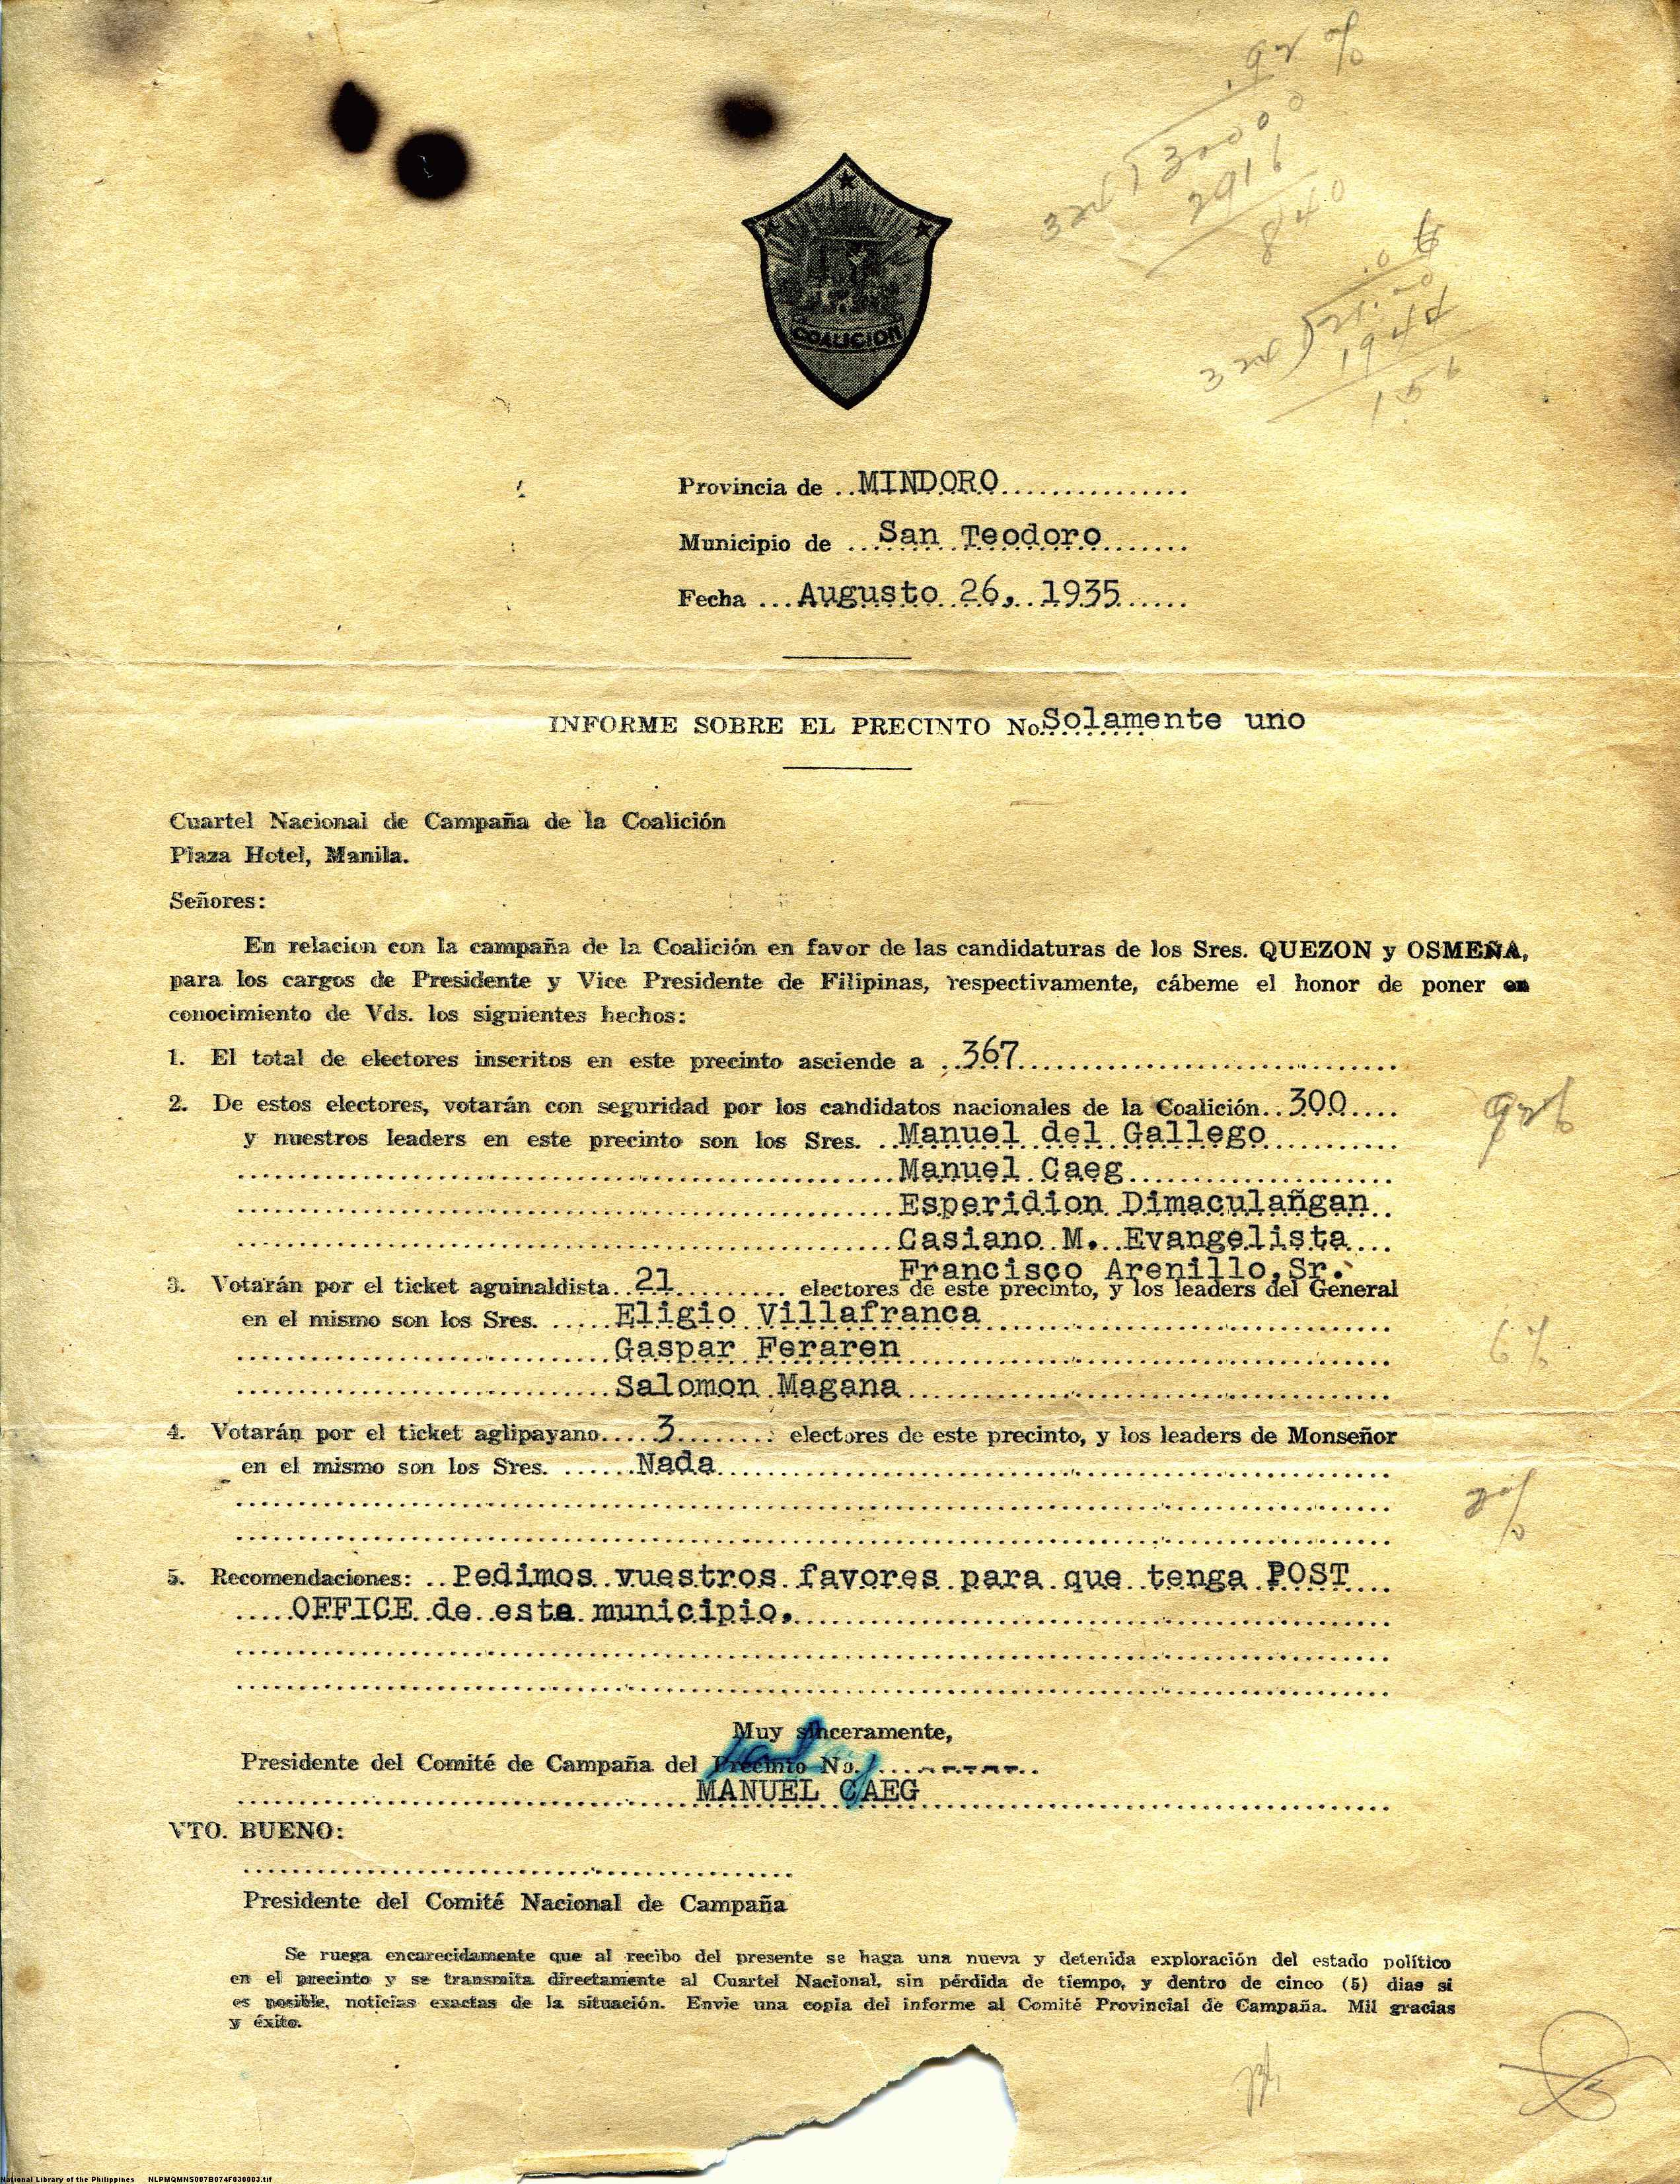 .92 %
324 ) 30000
2916
840
.06
324 ) 21.00
1944
156
COALICION
Provincia de ..MINDORO................
Municipio de ...San Teodoro.......
Fecha ...Augusto 26, 1935......
INFORME SOBRE EL PRECINTO No.Solamente uno
Cuartel Nacional de Campaña de la Coalición
Plaza Hotel, Manila.
Señores:
En relacion con la campaña de la Coalición en favor de las candidaturas de los Sres. QUEZON y OSMEÑA,
para los cargos de Presidente y Vice Presidente de Filipinas, respectivamente, cábeme el honor de poner en
conocimiento de Vds. los siguientes hechos:
1. El total de electores inscritos en este precinto asciende a ..367..............................
2. De estos electores, votarán con seguridad por los candidatos nacionales de la Coalición..300....
92%
y nuestros leaders en este precinto son los Sres. ..Manuel del Gallego..........
Manuel Caeg
Esperidion Dimaculañgan
Casiano M. Evangelista
Francisco Arenillo,Sr.
3. Votarán por el ticket aguinaldista..21.......... electores de este precinto, y los leaders del General
en el mismo son los Sres. .....Eligio Villafranca
6%
Gaspar Feraren
Salomon Magana
4. Votarán por el ticket aglipayano....3........ electores de este precinto, y los leaders de Monseñor
en el mismo son los Sres. ......Nada
2%
5. Recomendaciones: ..Pedimos vuestros favores para que tenga POST...
.....OFFICE de esta municipio.
Muy sinceramente,
Presidente del Comité de Campaña del Precinto No. ...-----..
MANUEL CAEG
VTO. BUENO:
Presidente del Comité Nacional de Campaña
Se ruega encarecidamente que al recibo del presente se haga una nueva y detenida exploración del estado político
en el precinto y se transmita directamente al Cuartel Nacional, sin pérdida de tiempo, y dentro de cinco (5) dias si
es posible, noticias exactas de la situación. Envie una copia del informe al Comité Provincial de Campaña. Mil gracias
y éxito.
National Library of the Philippines NLPMQMNS007B074F030003.tif